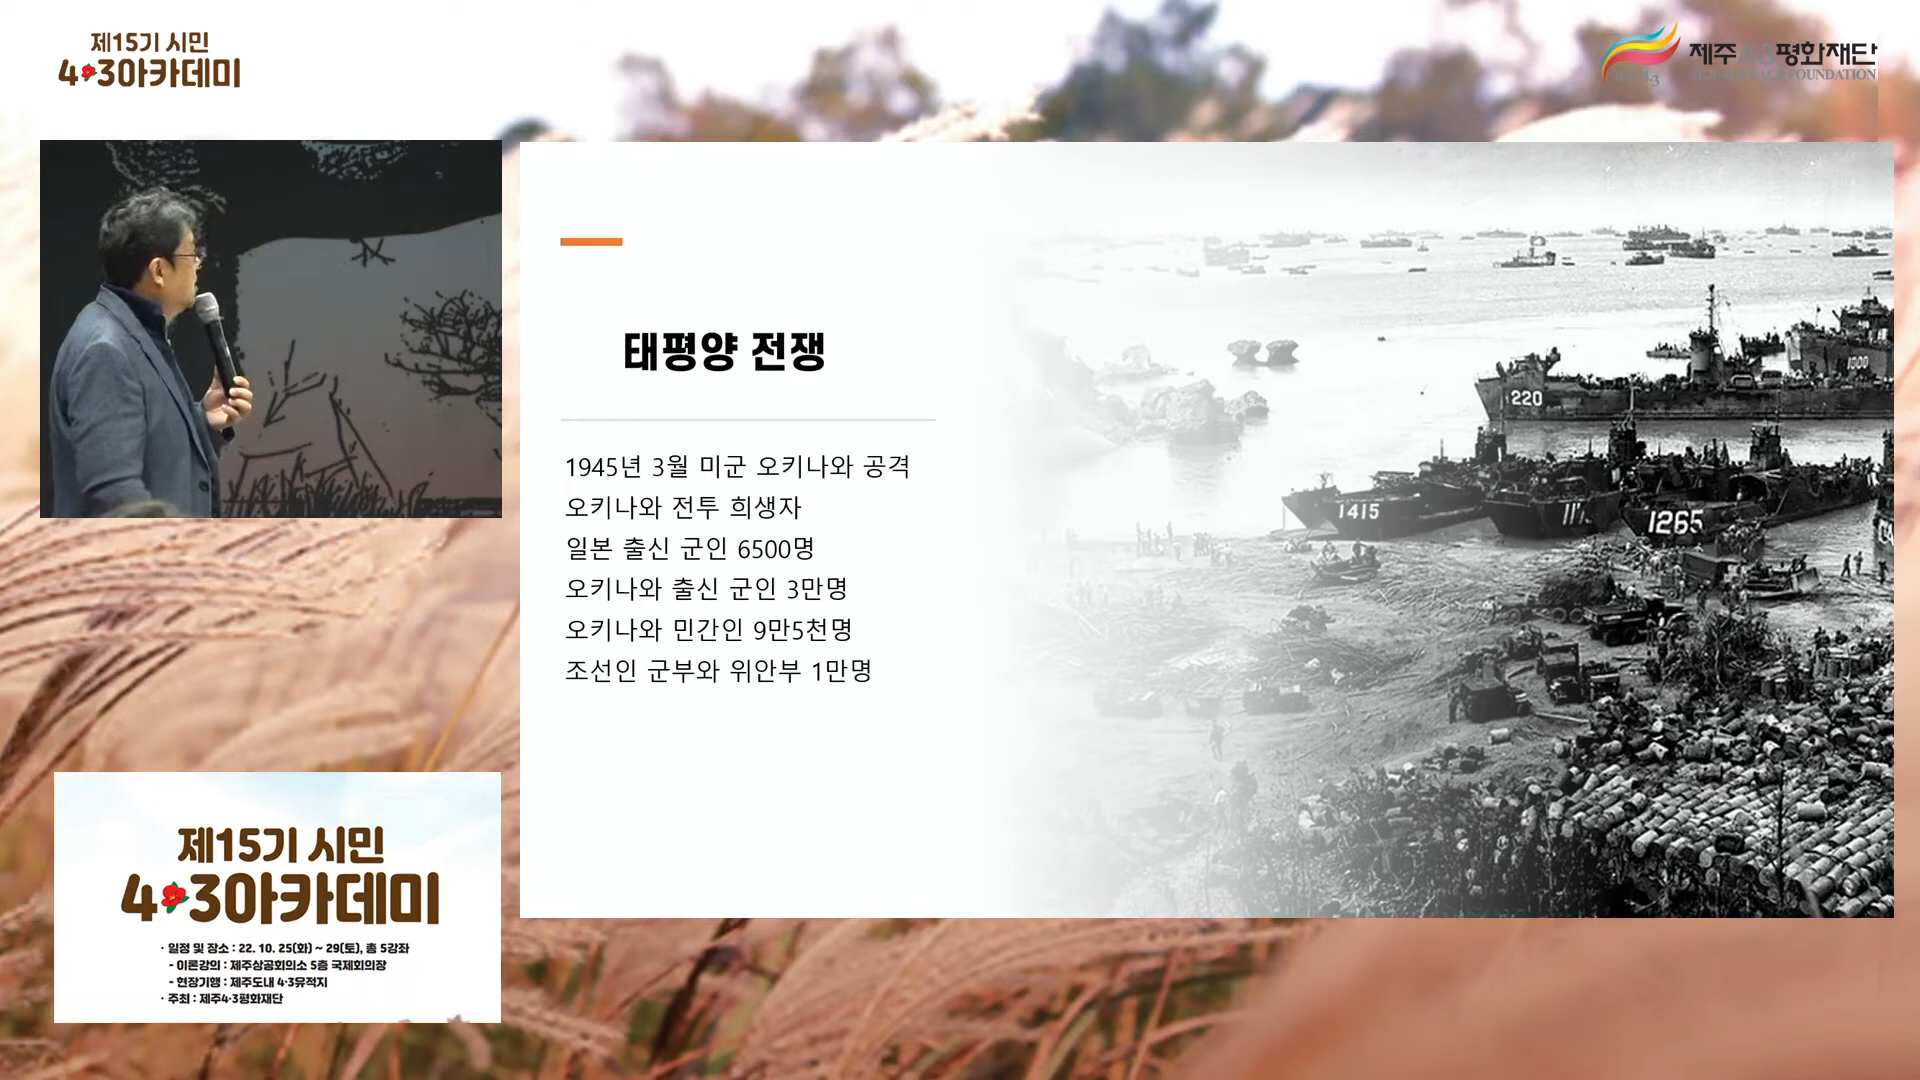 제15기 시민
4·3아카데미
제주4·3평화재단
태평양 전쟁
1945년 3월 미군 오키나와 공격
오키나와 전투 희생자
일본 출신 군인 6500명
오키나와 출신 군인 3만명
오키나와 민간인 9만5천명
조선인 군부와 위안부 1만명
220
1000
1415
1265
제15기 시민
4·3아카데미
· 일정 및 장소 : 22. 10. 25(화) ~ 29(토), 총 5강좌
- 이론강의 : 제주상공회의소 5층 국제회의장
- 현장기행 : 제주도내 4·3유적지
· 주최 : 제주4·3평화재단